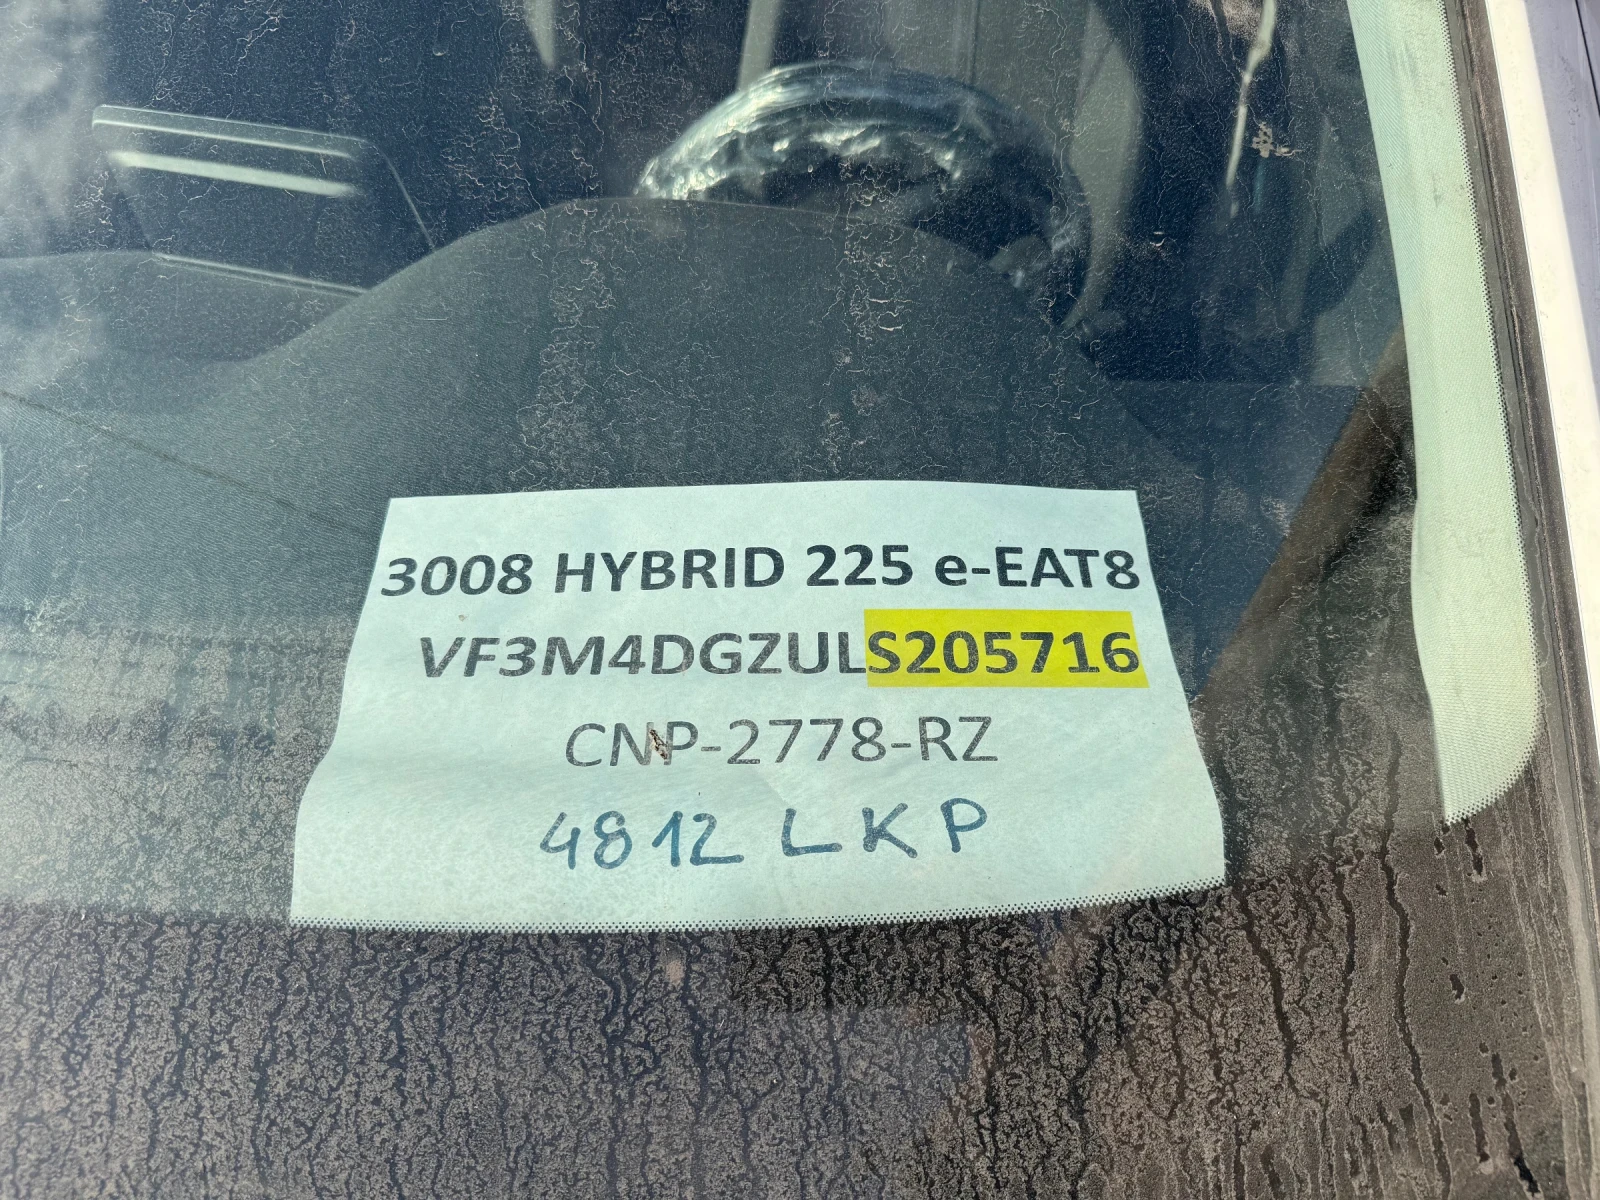 3008 HYBRID 225 e-EAT8
VF3M4DGZULS205716
CNP-2778-RZ
4812 LKP